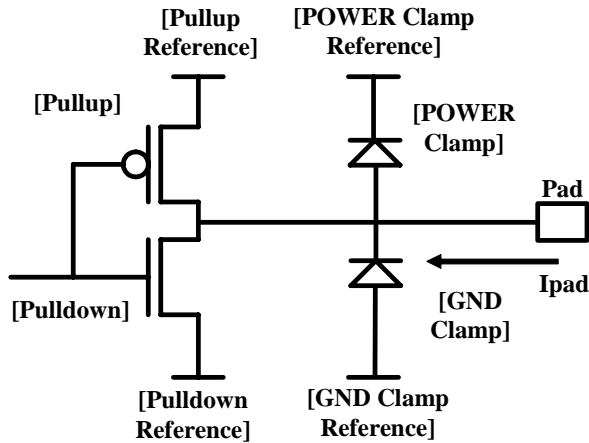 [Pullup
Reference]
[POWER Clamp
Reference]
[Pullup]
[POWER
Clamp]
Pad
[Pulldown]
Ipad
[GND
Clamp]
[Pulldown
Reference]
[GND Clamp
Reference]